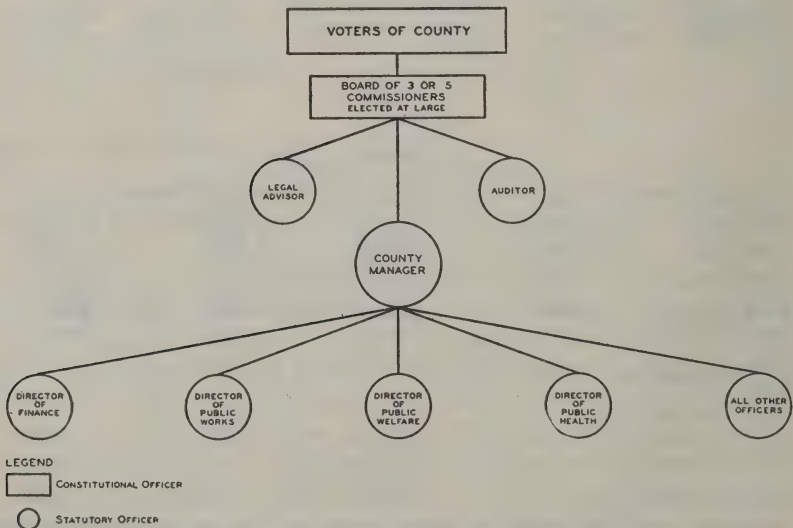 VOTERS OF COUNTY
BOARD OF 3 OR 5
COMMISSIONERS
ELECTED AT LARGE
LEGAL
ADVISOR
AUDITOR
COUNTY
MANAGER
DIRECTOR
OF
FINANCE
DIRECTOR
OF
PUBLIC
WORKS
DIRECTOR
OF
PUBLIC
WELFARE
DIRECTOR
OF
PUBLIC
HEALTH
ALL OTHER
OFFICERS
LEGEND
CONSTITUTIONAL OFFICER
STATUTORY OFFICER